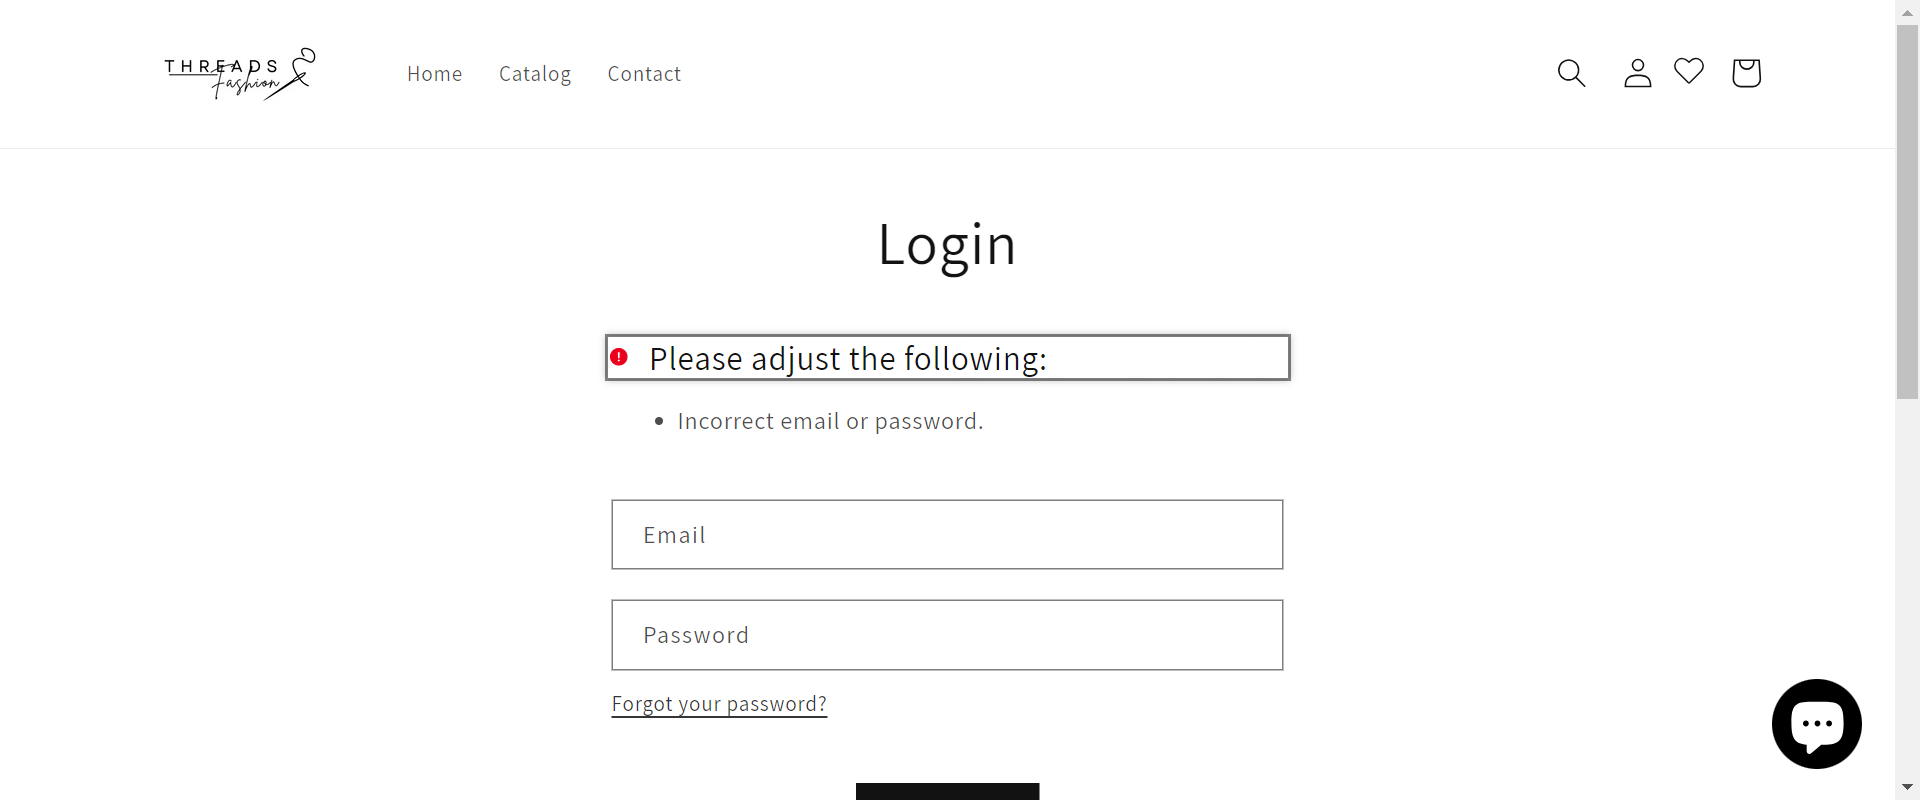 THREADS
Fashion
Home
Catalog
Contact
Login
Please adjust the following:
Incorrect email or password.
Email
Password
Forgot your password?